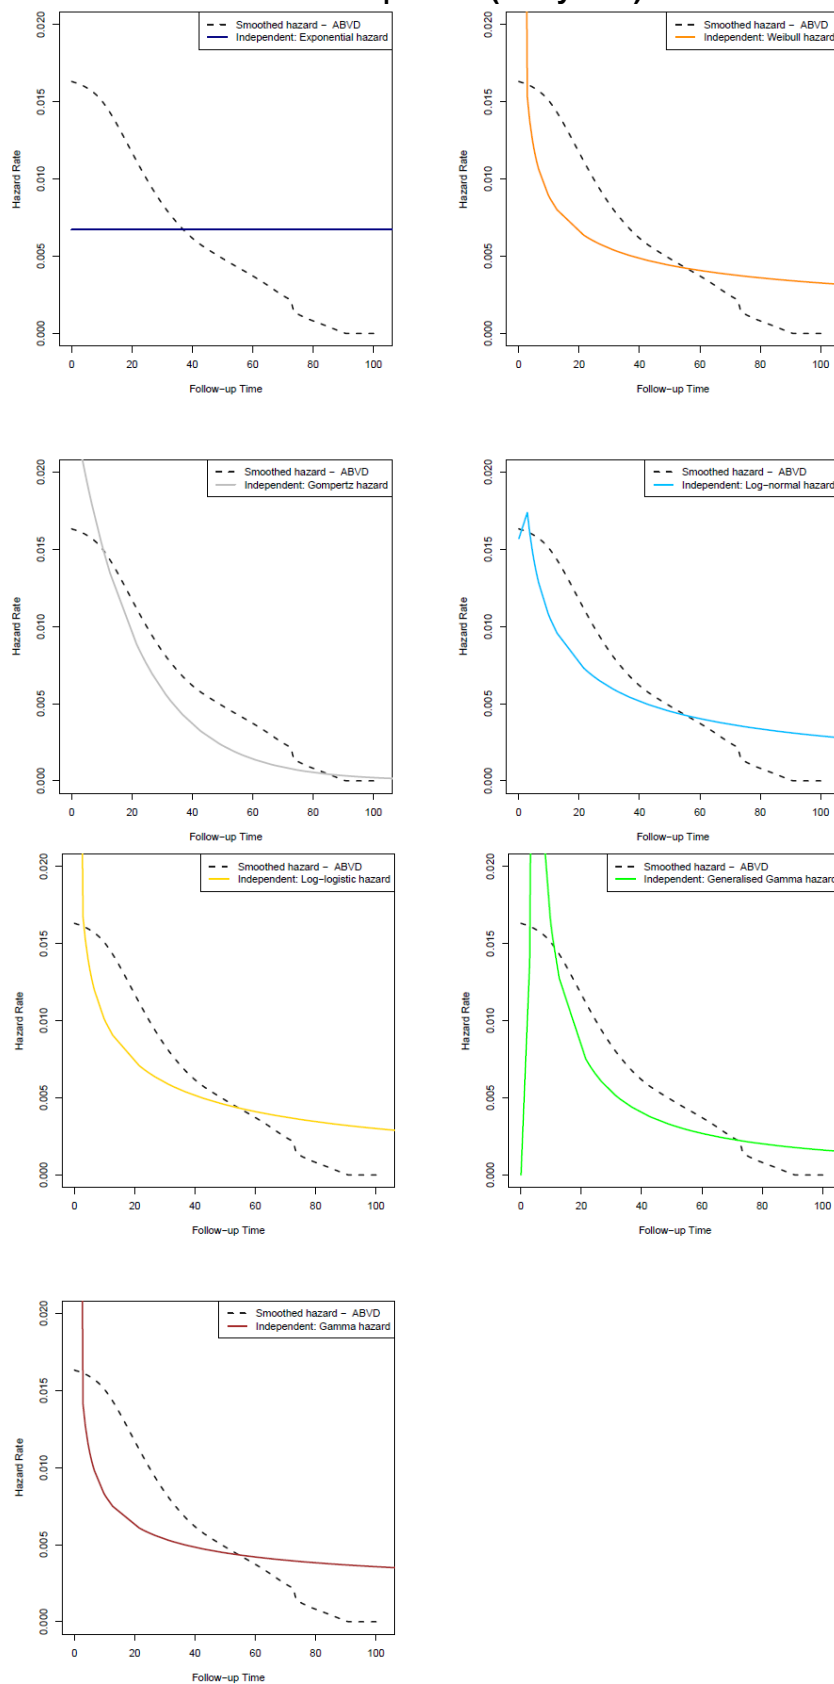 0.020
0.015
0.010
0.005
0.000
Hazard Rate
Smoothed hazard - ABVD
Independent: Exponential hazard
0 20 40 60 80 100
Follow-up Time
0.020
0.015
0.010
0.005
0.000
Hazard Rate
Smoothed hazard - ABVD
Independent: Weibull hazard
0 20 40 60 80 100
Follow-up Time
0.020
0.015
0.010
0.005
0.000
Hazard Rate
Smoothed hazard - ABVD
Independent: Gompertz hazard
0 20 40 60 80 100
Follow-up Time
0.020
0.015
0.010
0.005
0.000
Hazard Rate
Smoothed hazard - ABVD
Independent: Log-normal hazard
0 20 40 60 80 100
Follow-up Time
0.020
0.015
0.010
0.005
0.000
Hazard Rate
Smoothed hazard - ABVD
Independent: Log-logistic hazard
0 20 40 60 80 100
Follow-up Time
0.020
0.015
0.010
0.005
0.000
Hazard Rate
Smoothed hazard - ABVD
Independent: Generalised Gamma hazard
0 20 40 60 80 100
Follow-up Time
0.020
0.015
0.010
0.005
0.000
Hazard Rate
Smoothed hazard - ABVD
Independent: Gamma hazard
0 20 40 60 80 100
Follow-up Time